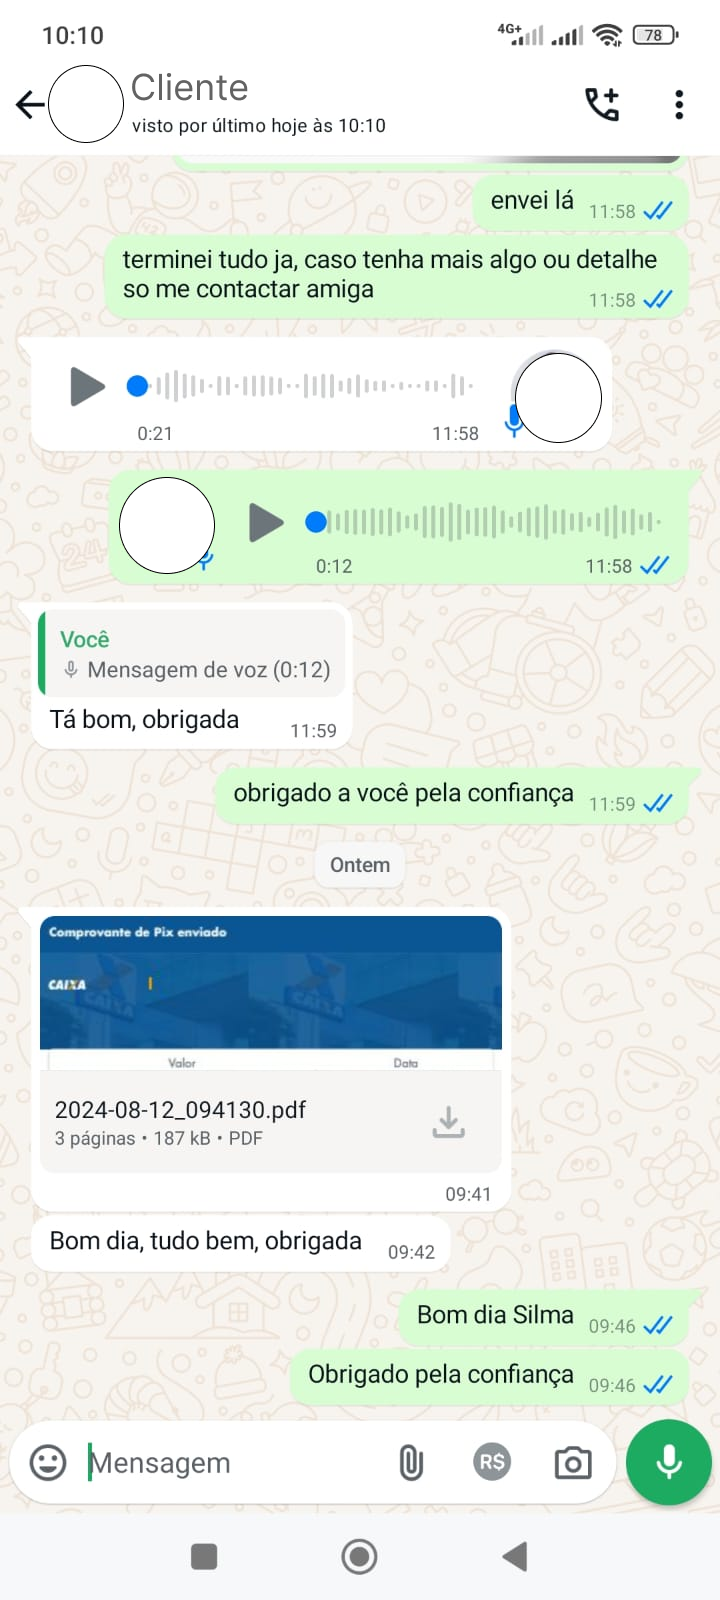 10:10
4G+
78
Cliente
visto por último hoje às 10:10
envei lá 11:58
terminei tudo ja, caso tenha mais algo ou detalhe
so me contactar amiga 11:58
0:21 11:58
0:12 11:58
Você
Mensagem de voz (0:12)
Tá bom, obrigada 11:59
obrigado a você pela confiança 11:59
Ontem
Comprovante de Pix enviado
CAIXA
Valor Data
2024-08-12_094130.pdf
3 páginas • 187 kB • PDF
09:41
Bom dia, tudo bem, obrigada 09:42
Bom dia Silma 09:46
Obrigado pela confiança 09:46
Mensagem
R$